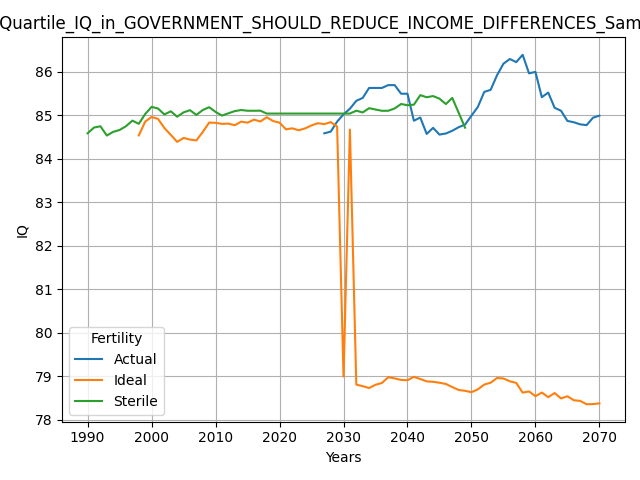 Quartile_IQ_in_GOVERNMENT_SHOULD_REDUCE_INCOME_DIFFERENCES_Sam
86
85
84
83
82
81
80
79
78
IQ
Fertility
Actual
Ideal
Sterile
1990 2000 2010 2020 2030 2040 2050 2060 2070
Years